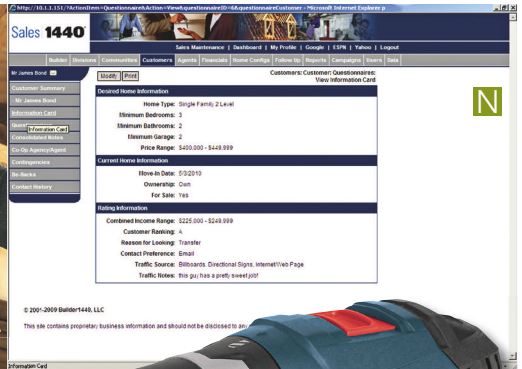 http://10.1.1.151/?ActionItem=Questionnaire&Action=View&questionnaireID=6&questionnaireCustomer - Microsoft Internet Explorer p
Sales 1440
Sales Maintenance | Dashboard | My Profile | Google | ESPN | Yahoo | Logout
Builder Divisions Communities Customers Agents Financials Home Configs Follow Up Reports Campaigns Users Data
Mr James Bond
Modify Print
Customers: Customer: Questionnaires:
View Information Card
Customer Summary
- Mr James Bond
Information Card
Information Card
Consolidated Notes
Co-Op Agency/Agent
Contingencies
Be-Backs
Contact History
Desired Home Information
Home Type: Single Family 2 Level
Minimum Bedrooms: 3
Minimum Bathrooms: 2
Minimum Garage: 2
Price Range: $400,000 - $449,999
Current Home Information
Move-In Date: 5/3/2010
Ownership: Own
For Sale: Yes
Rating Information
Combined Income Range: $225,000 - $249,999
Customer Ranking: A
Reason for Looking: Transfer
Contact Preference: Email
Traffic Source: Billboards, Directional Signs, Internet/Web Page
Traffic Notes: this guy has a pretty sweet job!
N
© 2001-2009 Builder1440, LLC
This site contains proprietary business information and should not be disclosed to any
Information Card